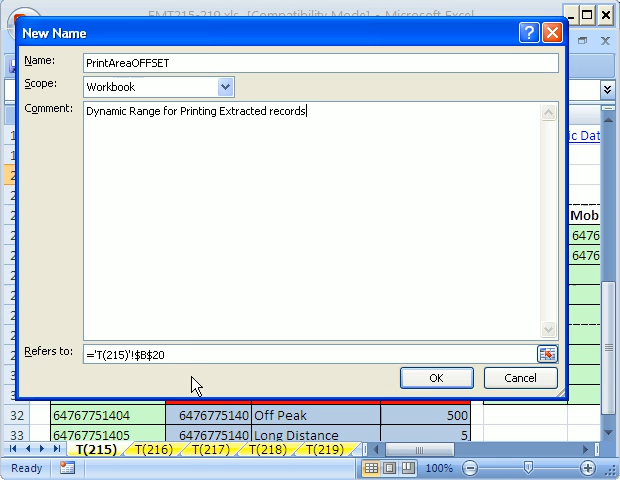 EMT215-219.xls [Compatibility Mode] - Microsoft Excel
New Name
Name: PrintAreaOFFSET
Scope: Workbook
Comment: Dynamic Range for Printing Extracted records
ic Dat
Mob
6476
6476
Refers to: ='T(215)'!$B$20
OK Cancel
32 64767751404 6476775140 Off Peak 500
33 64767751405 6476775140 Long Distance 5
T(215) T(216) T(217) T(218) T(219)
Ready 100%